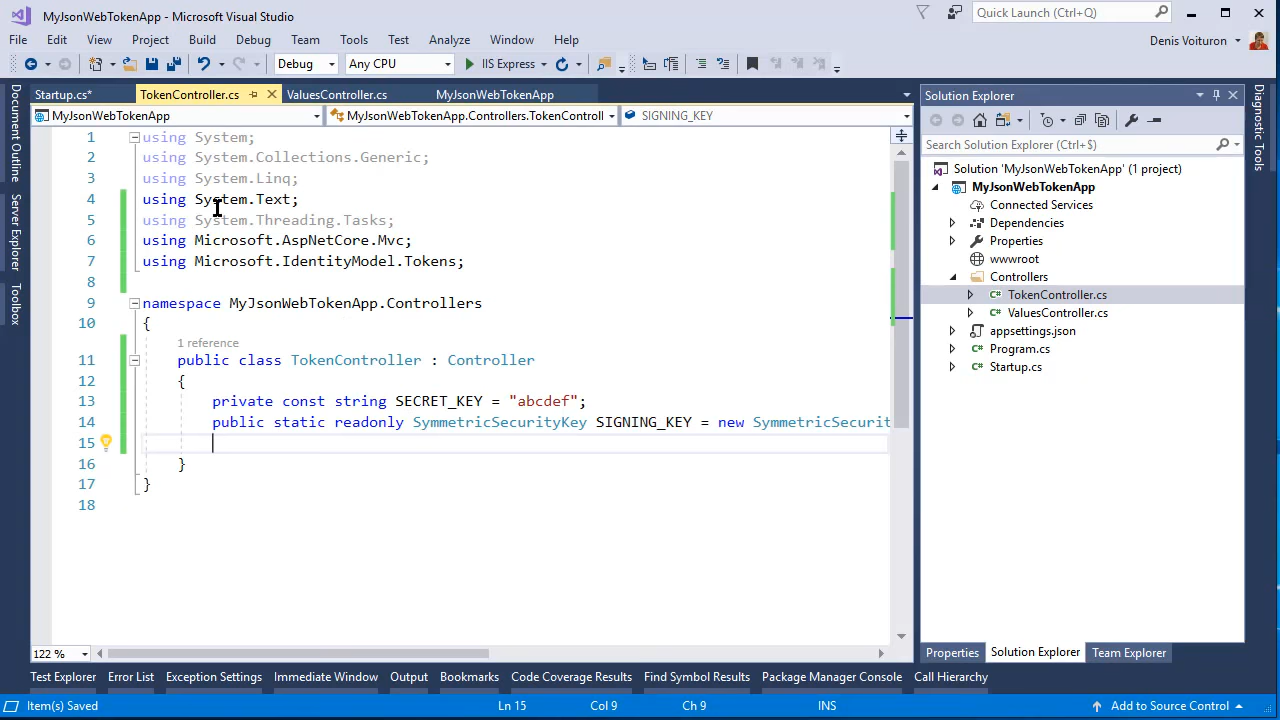 MyJsonWebTokenApp - Microsoft Visual Studio
Quick Launch (Ctrl+Q)
File Edit View Project Build Debug Team Tools Test Analyze Window Help
Denis Voituron
Debug Any CPU IIS Express
Startup.cs* TokenController.cs ValuesController.cs MyJsonWebTokenApp
MyJsonWebTokenApp MyJsonWebTokenApp.Controllers.TokenControll SIGNING_KEY
Document Outline
Server Explorer
Toolbox
1 using System;
2 using System.Collections.Generic;
3 using System.Linq;
4 using System.Text;
5 using System.Threading.Tasks;
6 using Microsoft.AspNetCore.Mvc;
7 using Microsoft.IdentityModel.Tokens;
8
9 namespace MyJsonWebTokenApp.Controllers
10 {
1 reference
11 public class TokenController : Controller
12 {
13 private const string SECRET_KEY = "abcdef";
14 public static readonly SymmetricSecurityKey SIGNING_KEY = new SymmetricSecurit
15
16 }
17 }
18
122 %
Solution Explorer
Search Solution Explorer (Ctrl+$)
Solution 'MyJsonWebTokenApp' (1 project)
MyJsonWebTokenApp
Connected Services
Dependencies
Properties
wwwroot
Controllers
C# TokenController.cs
C# ValuesController.cs
appsettings.json
C# Program.cs
C# Startup.cs
Properties Solution Explorer Team Explorer
Diagnostic Tools
Test Explorer Error List Exception Settings Immediate Window Output Bookmarks Code Coverage Results Find Symbol Results Package Manager Console Call Hierarchy
Item(s) Saved Ln 15 Col 9 Ch 9 INS Add to Source Control